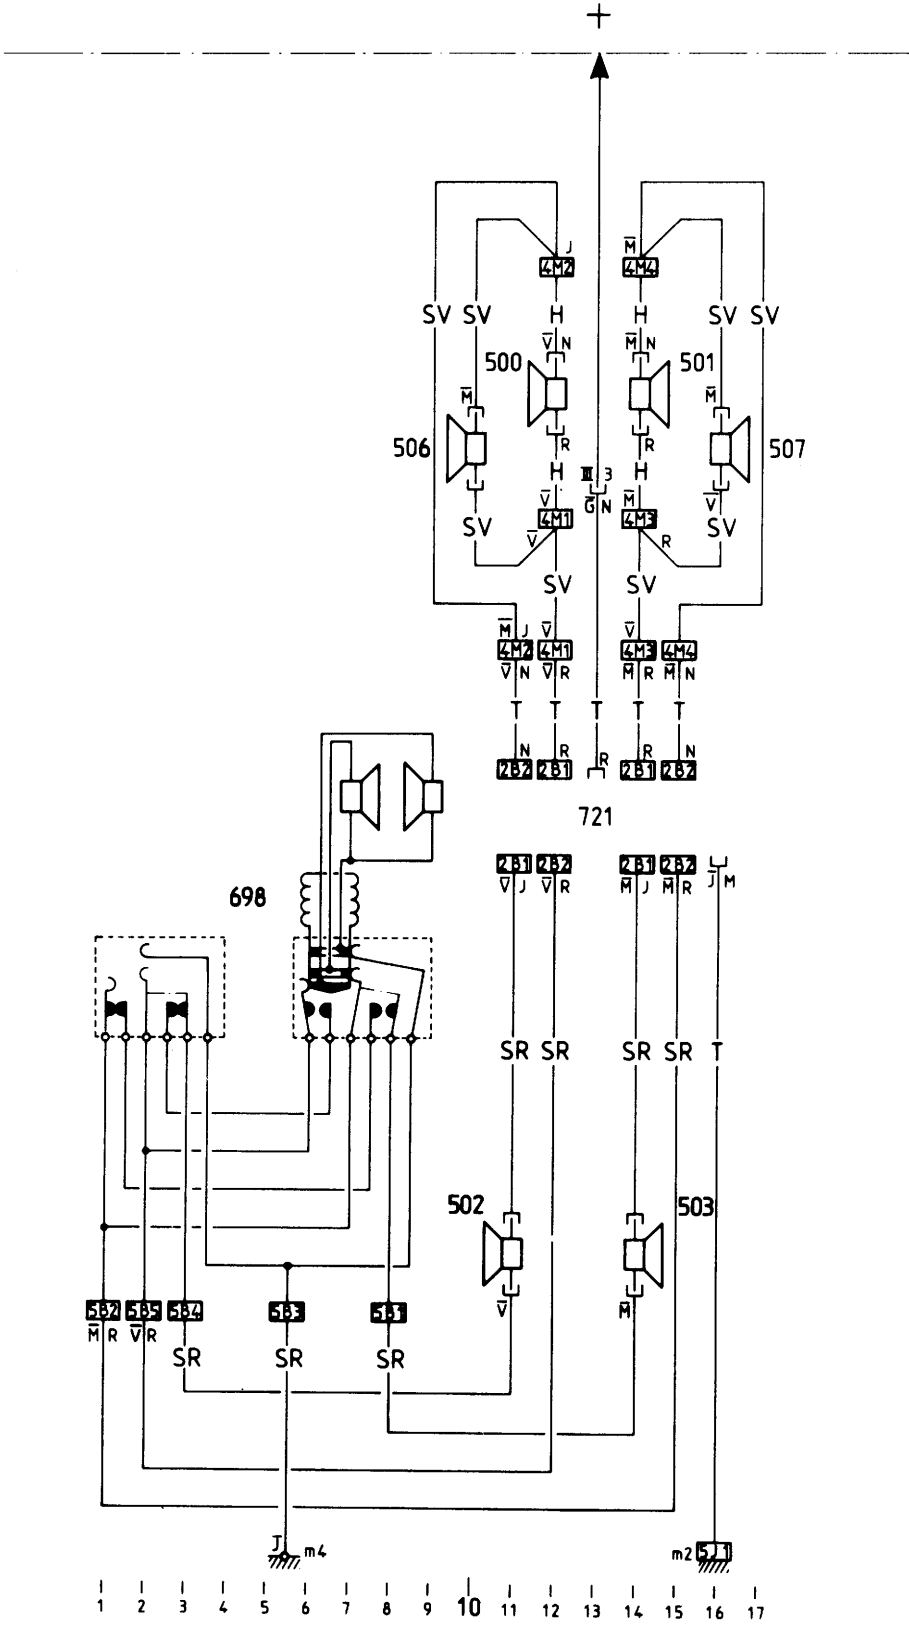 +
J M̅
4M2 4M4
SV SV H H SV SV
V̅ N M̅ N
500 501
M̅ M̅
506 R R 507
H III 3 H
V̅ G̅ N M̅ V̅
4M1 4M3
SV V̅ R SV
SV SV
M̅ J V̅ V̅
4M2 4M1 4M3 4M4
V̅ N V̅ R M̅ R M̅ N
T T T T T
N R R R N
2B2 2B1 2B1 2B2
721
2B1 2B2 2B1 2B2
V̅ J V̅ R M̅ J M̅ R J̅ M
698
SR SR SR SR T
502 503
5B2 5B5 5B4 5B3 5B1 V̅ M̅
M̅ R V̅ R
SR SR SR
J m4 m2 5J1
1 2 3 4 5 6 7 8 9 10 11 12 13 14 15 16 17